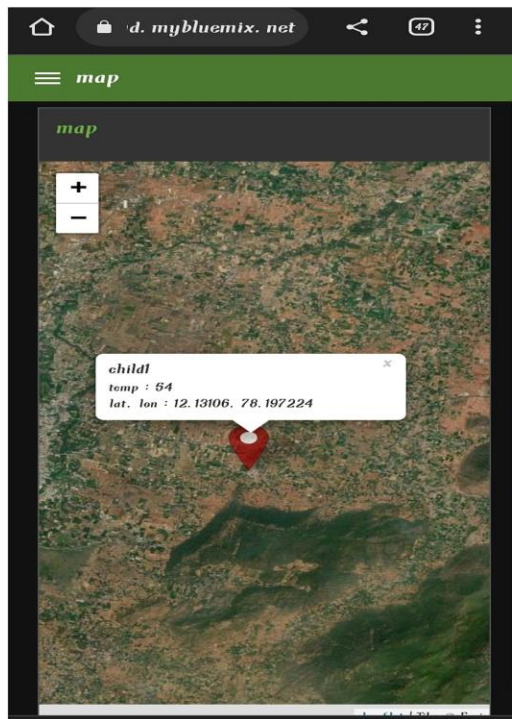 d. mybluemix. net
47
map
map
+
−
child1
×
temp : 54
lat, lon : 12.13106, 78.197224